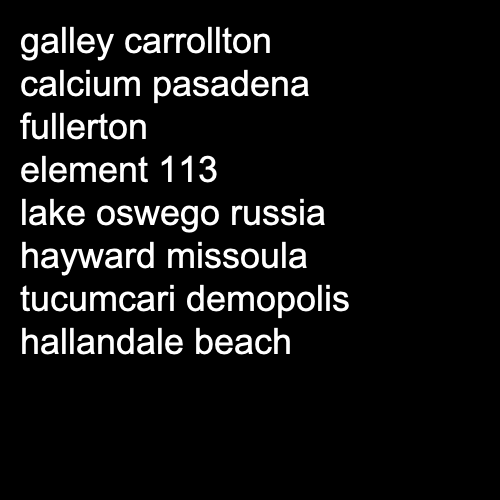 galley carrollton
calcium pasadena
fullerton
element 113
lake oswego russia
hayward missoula
tucumcari demopolis
hallandale beach